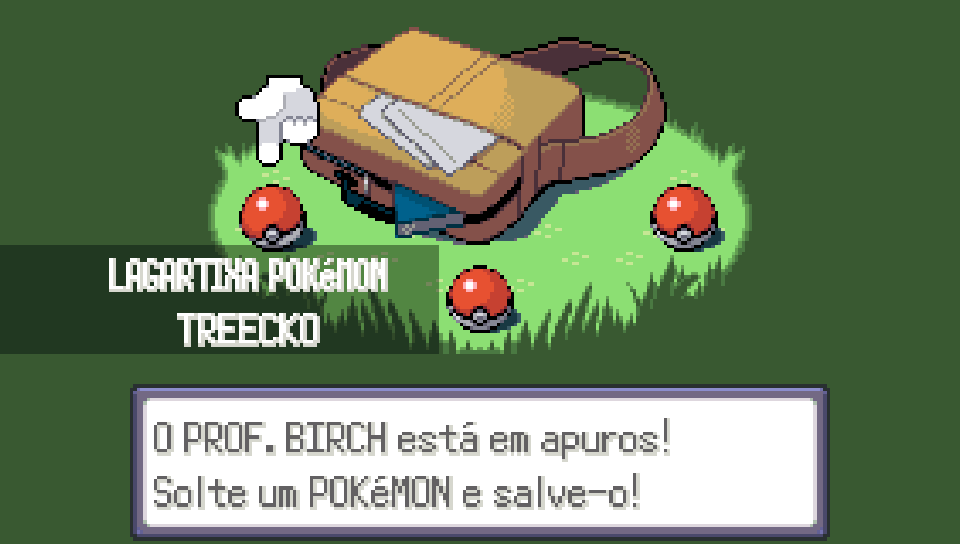 LAGARTIXA POKéMON
TREECKO
O PROF. BIRCH está em apuros!
Solte um POKéMON e salve-o!